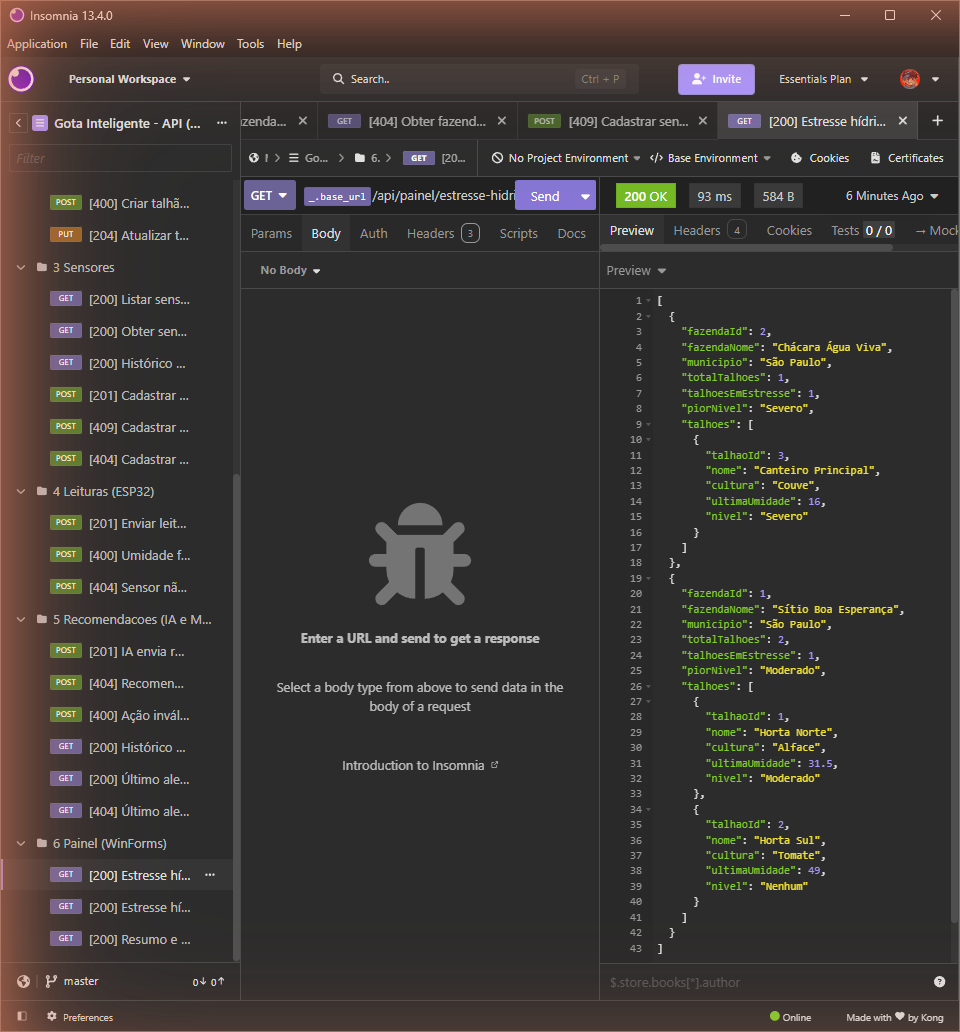 Insomnia 13.4.0
Application File Edit View Window Tools Help
Personal Workspace
Search..
Ctrl + P
Invite
Essentials Plan
Gota Inteligente - API (...
Filter
POST [400] Criar talhã...
PUT [204] Atualizar t...
3 Sensores
GET [200] Listar sens...
GET [200] Obter sen...
GET [200] Histórico ...
POST [201] Cadastrar ...
POST [409] Cadastrar ...
POST [404] Cadastrar ...
4 Leituras (ESP32)
POST [201] Enviar leit...
POST [400] Umidade f...
POST [404] Sensor nã...
5 Recomendacoes (IA e M...
POST [201] IA envia r...
POST [404] Recomen...
POST [400] Ação invál...
GET [200] Histórico ...
GET [200] Último ale...
GET [404] Último ale...
6 Painel (WinForms)
GET [200] Estresse hí... ...
GET [200] Estresse hí...
GET [200] Resumo e ...
master
0↓ 0↑
GET [404] Obter fazend...
POST [409] Cadastrar sen...
GET [200] Estresse hídri...
Go...
6.
GET [20...
No Project Environment
</> Base Environment
Cookies
Certificates
GET
_.base_url /api/painel/estresse-hidri
Send
Params Body Auth Headers 3 Scripts Docs
No Body
Enter a URL and send to get a response
Select a body type from above to send data in the
body of a request
Introduction to Insomnia
200 OK
93 ms
584 B
6 Minutes Ago
Preview Headers 4 Cookies Tests 0 / 0 → Mock
Preview
1 [
2 {
3 "fazendaId": 2,
4 "fazendaNome": "Chácara Água Viva",
5 "municipio": "São Paulo",
6 "totalTalhoes": 1,
7 "talhoesEmEstresse": 1,
8 "piorNivel": "Severo",
9 "talhoes": [
10 {
11 "talhaoId": 3,
12 "nome": "Canteiro Principal",
13 "cultura": "Couve",
14 "ultimaUmidade": 16,
15 "nivel": "Severo"
16 }
17 ]
18 },
19 {
20 "fazendaId": 1,
21 "fazendaNome": "Sítio Boa Esperança",
22 "municipio": "São Paulo",
23 "totalTalhoes": 2,
24 "talhoesEmEstresse": 1,
25 "piorNivel": "Moderado",
26 "talhoes": [
27 {
28 "talhaoId": 1,
29 "nome": "Horta Norte",
30 "cultura": "Alface",
31 "ultimaUmidade": 31.5,
32 "nivel": "Moderado"
33 },
34 {
35 "talhaoId": 2,
36 "nome": "Horta Sul",
37 "cultura": "Tomate",
38 "ultimaUmidade": 49,
39 "nivel": "Nenhum"
40 }
41 ]
42 }
43 ]
$.store.books[*].author
Preferences
Online
Made with ❤ by Kong